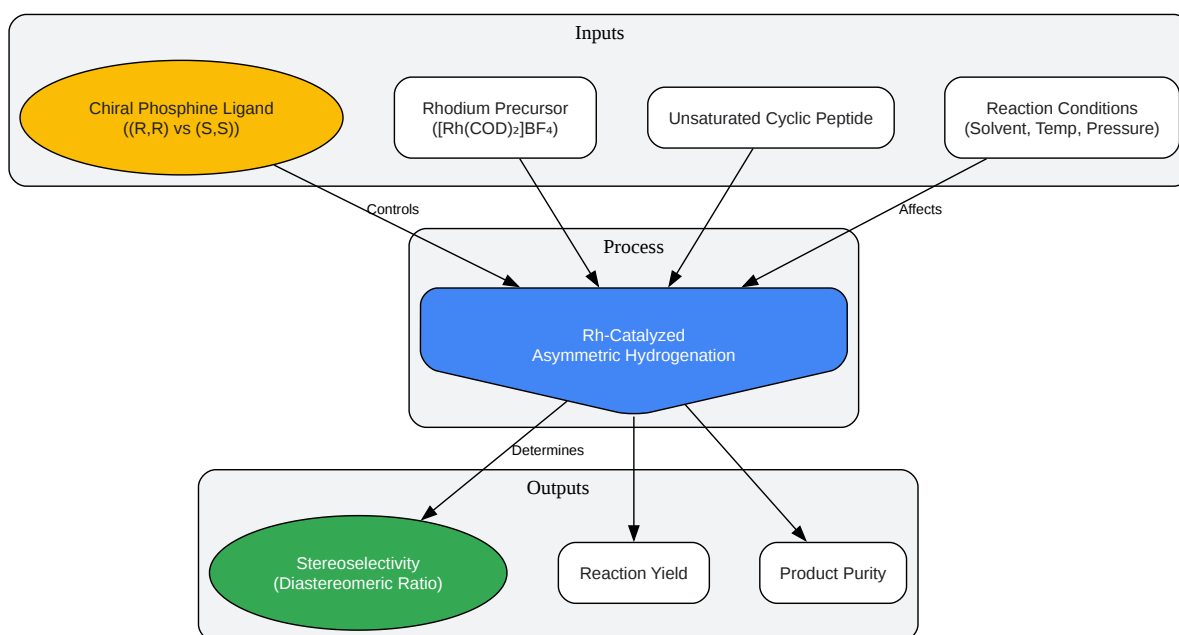 Inputs
Chiral Phosphine Ligand
((R,R) vs (S,S))
Rhodium Precursor
([Rh(COD)₂]BF₄)
Unsaturated Cyclic Peptide
Reaction Conditions
(Solvent, Temp, Pressure)
Controls
Affects
Process
Rh-Catalyzed
Asymmetric Hydrogenation
Determines
Outputs
Stereoselectivity
(Diastereomeric Ratio)
Reaction Yield
Product Purity